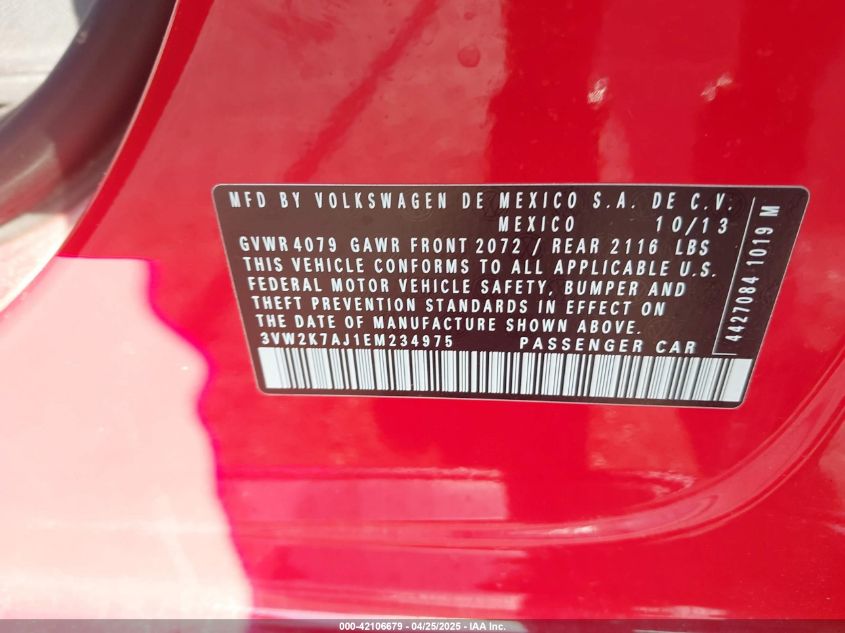 MFD BY VOLKSWAGEN DE MEXICO S.A. DE C.V.
MEXICO 10/13
GVWR 4079 GAWR FRONT 2072 / REAR 2116 LBS
THIS VEHICLE CONFORMS TO ALL APPLICABLE U.S.
FEDERAL MOTOR VEHICLE SAFETY, BUMPER AND
THEFT PREVENTION STANDARDS IN EFFECT ON
THE DATE OF MANUFACTURE SHOWN ABOVE.
3VW2K7AJ1EM234975 PASSENGER CAR
4427084 1019 M
000-42106679 - 04/25/2025 - IAA Inc.